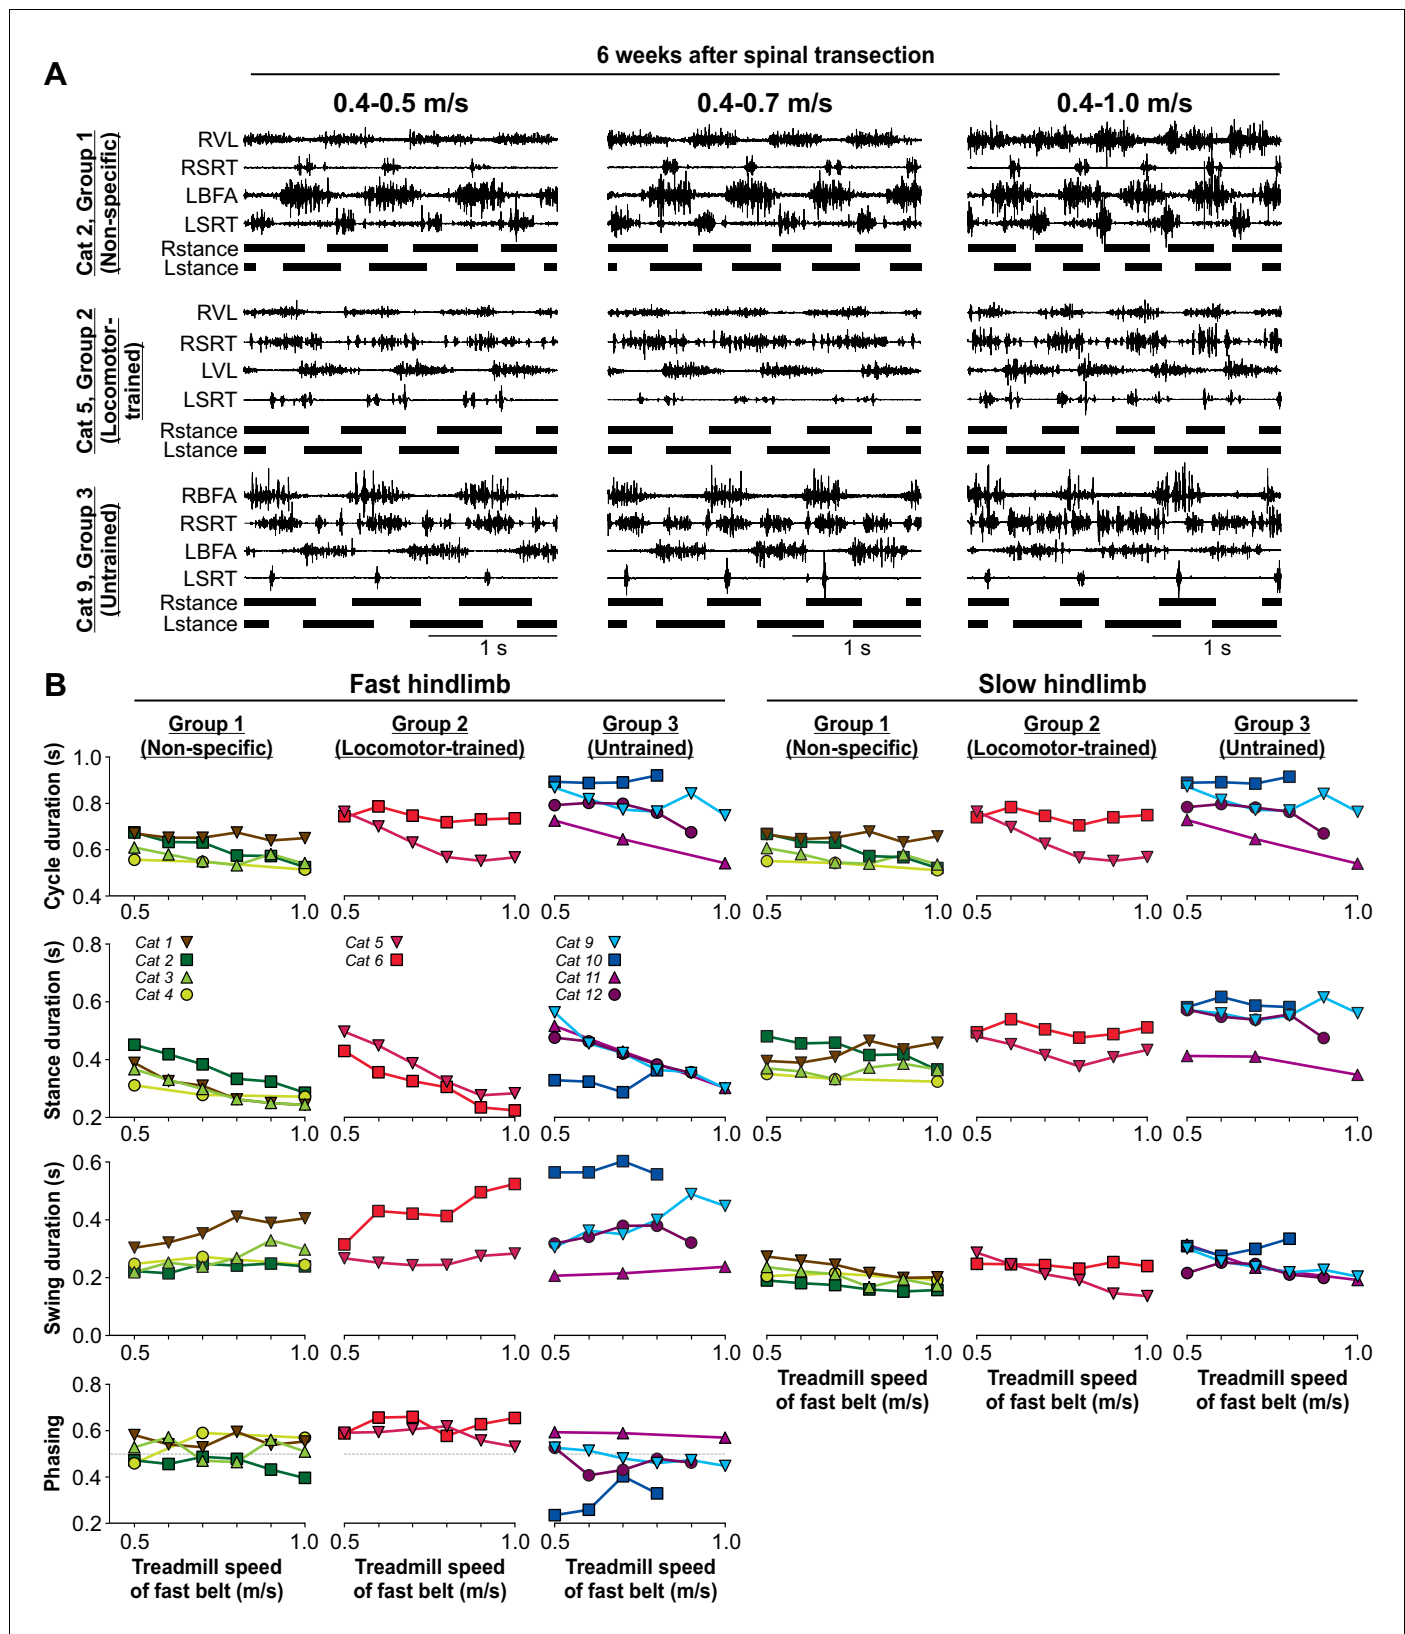 A
6 weeks after spinal transection
0.4-0.5 m/s 0.4-0.7 m/s 0.4-1.0 m/s
Cat 2, Group 1
(Non-specific)
RVL
RSRT
LBFA
LSRT
Rstance
Lstance
Cat 5, Group 2
(Locomotor-
trained)
RVL
RSRT
LVL
LSRT
Rstance
Lstance
Cat 9, Group 3
(Untrained)
RBFA
RSRT
LBFA
LSRT
Rstance
Lstance
1 s 1 s 1 s
B
Fast hindlimb Slow hindlimb
Group 1 Group 2 Group 3 Group 1 Group 2 Group 3
(Non-specific) (Locomotor-trained) (Untrained) (Non-specific) (Locomotor-trained) (Untrained)
Cycle duration (s)
1.0
0.8
0.6
0.4
0.5 1.0 0.5 1.0 0.5 1.0 0.5 1.0 0.5 1.0 0.5 1.0
Stance duration (s)
0.8
0.6
0.4
0.2
Cat 1
Cat 2
Cat 3
Cat 4
Cat 5
Cat 6
Cat 9
Cat 10
Cat 11
Cat 12
0.5 1.0 0.5 1.0 0.5 1.0 0.5 1.0 0.5 1.0 0.5 1.0
Swing duration (s)
0.6
0.4
0.2
0.0
0.5 1.0 0.5 1.0 0.5 1.0 0.5 1.0 0.5 1.0 0.5 1.0
Treadmill speed Treadmill speed Treadmill speed
of fast belt (m/s) of fast belt (m/s) of fast belt (m/s)
Phasing
0.8
0.6
0.4
0.2
0.5 1.0 0.5 1.0 0.5 1.0
Treadmill speed Treadmill speed Treadmill speed
of fast belt (m/s) of fast belt (m/s) of fast belt (m/s)